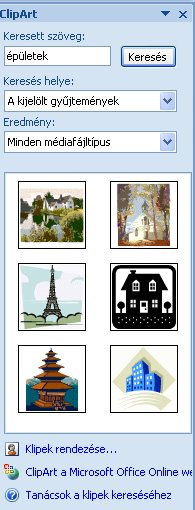 ClipArt
Keresett szöveg:
épületek
Keresés
Keresés helye:
A kijelölt gyűjtemények
Eredmény:
Minden médiafájltípus
Klipek rendezése...
ClipArt a Microsoft Office Online we
Tanácsok a klipek kereséséhez